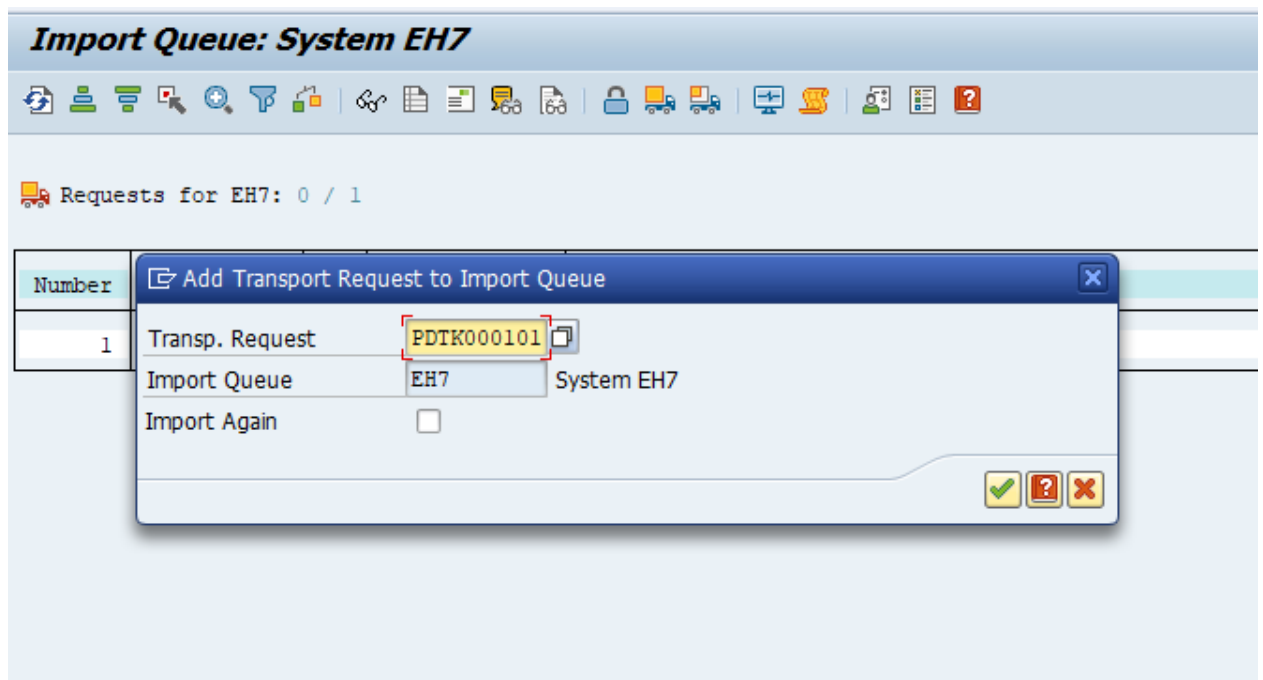 Import Queue: System EH7
Requests for EH7: 0 / 1
Number
1
Add Transport Request to Import Queue
Transp. Request PDTK000101
Import Queue EH7 System EH7
Import Again